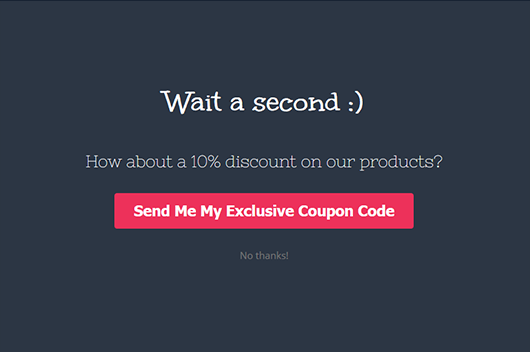 Wait a second :)
How about a 10% discount on our products?
Send Me My Exclusive Coupon Code
No thanks!